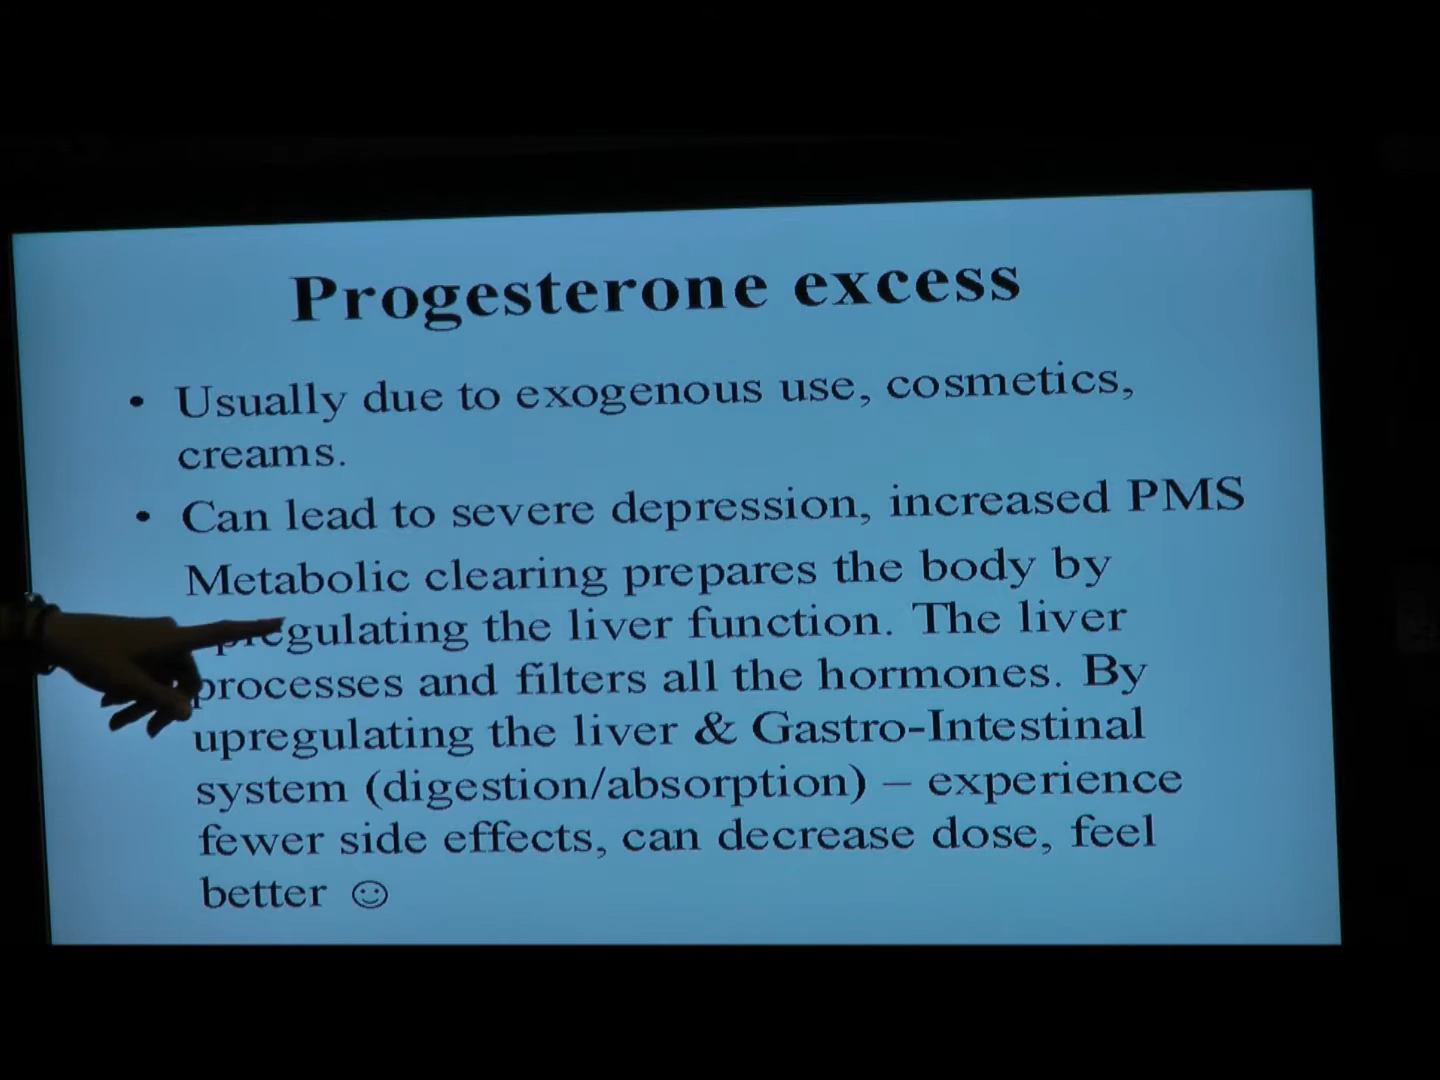 Progesterone excess
• Usually due to exogenous use, cosmetics,
creams.
• Can lead to severe depression, increased PMS
Metabolic clearing prepares the body by
upregulating the liver function. The liver
processes and filters all the hormones. By
upregulating the liver & Gastro-Intestinal
system (digestion/absorption) – experience
fewer side effects, can decrease dose, feel
better ☺